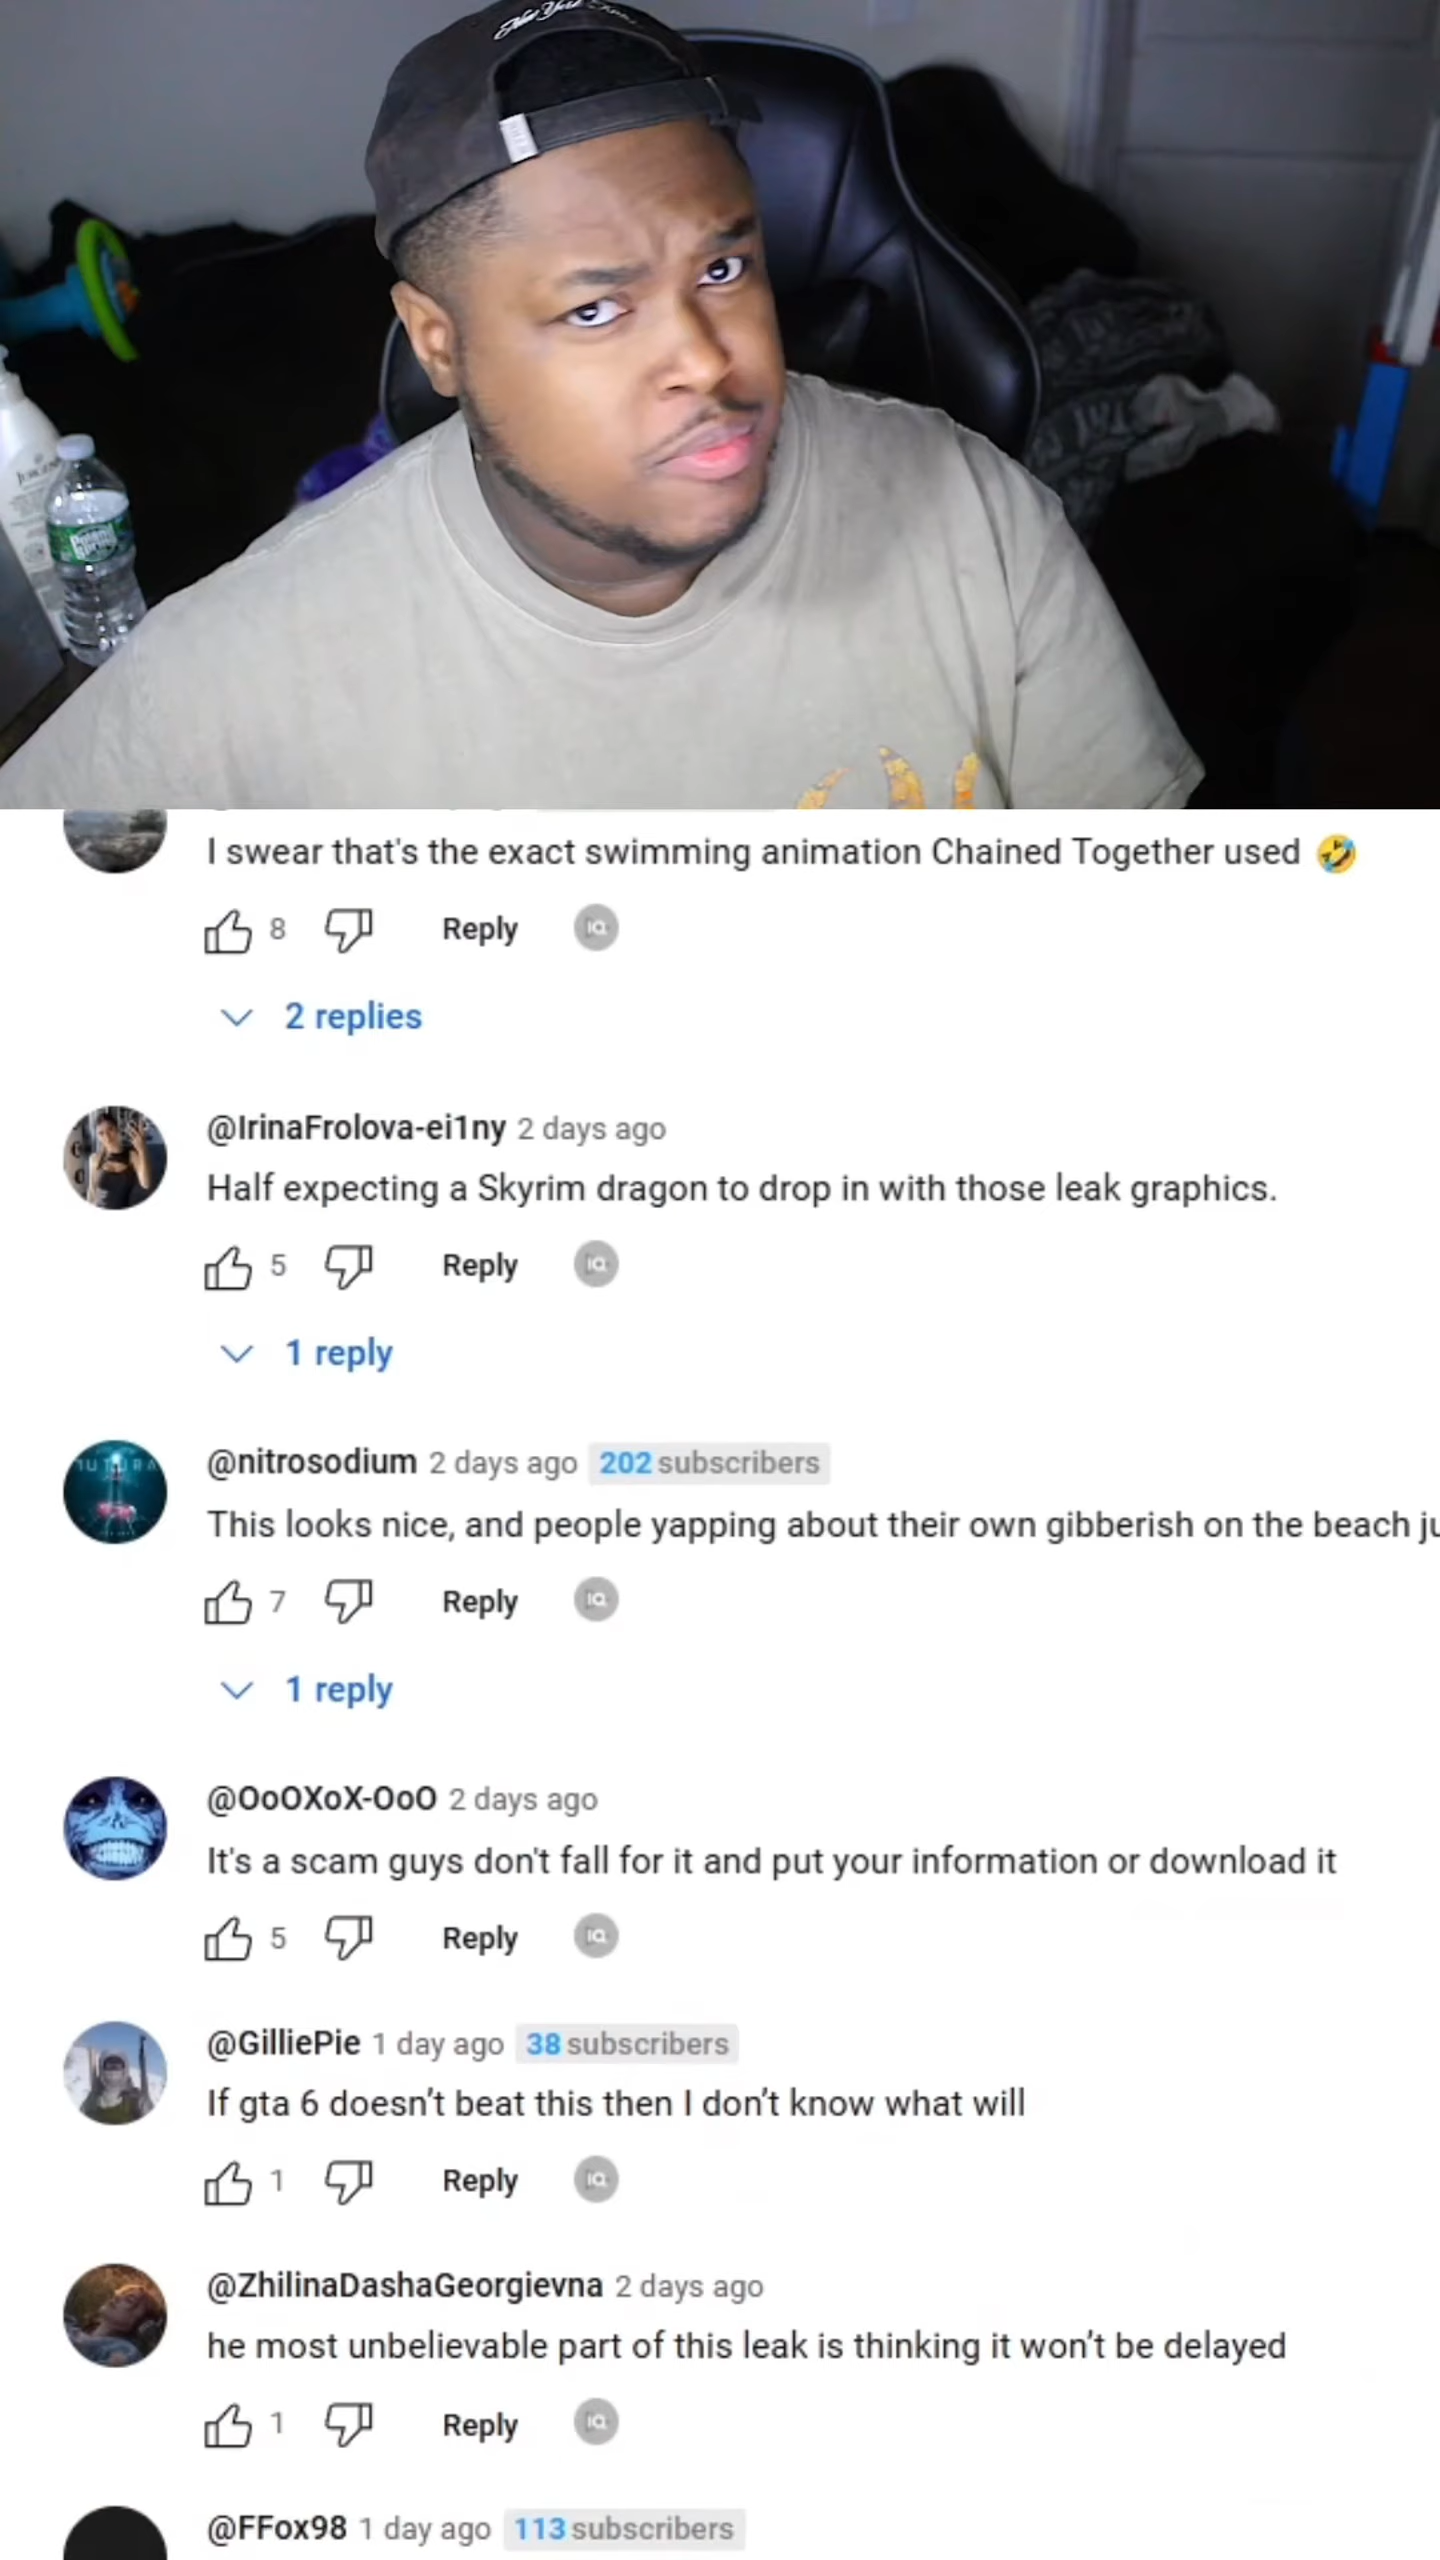 New York
I swear that's the exact swimming animation Chained Together used 🤣
8 Reply
2 replies
@IrinaFrolova-ei1ny 2 days ago
Half expecting a Skyrim dragon to drop in with those leak graphics.
5 Reply
1 reply
@nitrosodium 2 days ago 202 subscribers
This looks nice, and people yapping about their own gibberish on the beach ju
7 Reply
1 reply
@OoOXoX-OoO 2 days ago
It's a scam guys don't fall for it and put your information or download it
5 Reply
@GilliePie 1 day ago 38 subscribers
If gta 6 doesn’t beat this then I don’t know what will
1 Reply
@ZhilinaDashaGeorgievna 2 days ago
he most unbelievable part of this leak is thinking it won’t be delayed
1 Reply
@FFox98 1 day ago 113 subscribers